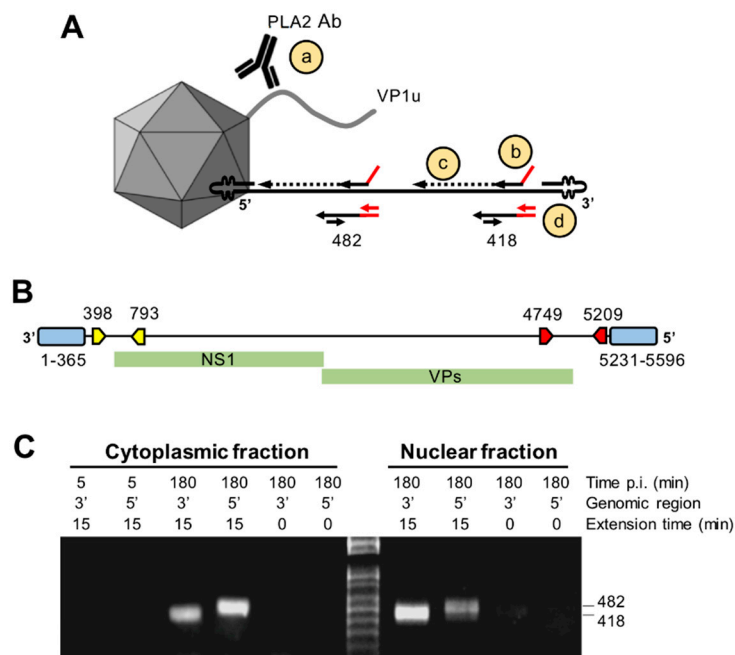 A
PLA2 Ab
a
VP1u
b
c
5’
3’
d
482
418
B
398 793 4749 5209
3’ 5’
1-365 5231-5596
NS1
VPs
C
Cytoplasmic fraction Nuclear fraction
5 5 180 180 180 180 180 180 180 180 Time p.i. (min)
3’ 5’ 3’ 5’ 3’ 5’ 3’ 5’ 3’ 5’ Genomic region
15 15 15 15 0 0 15 15 0 0 Extension time (min)
482
418